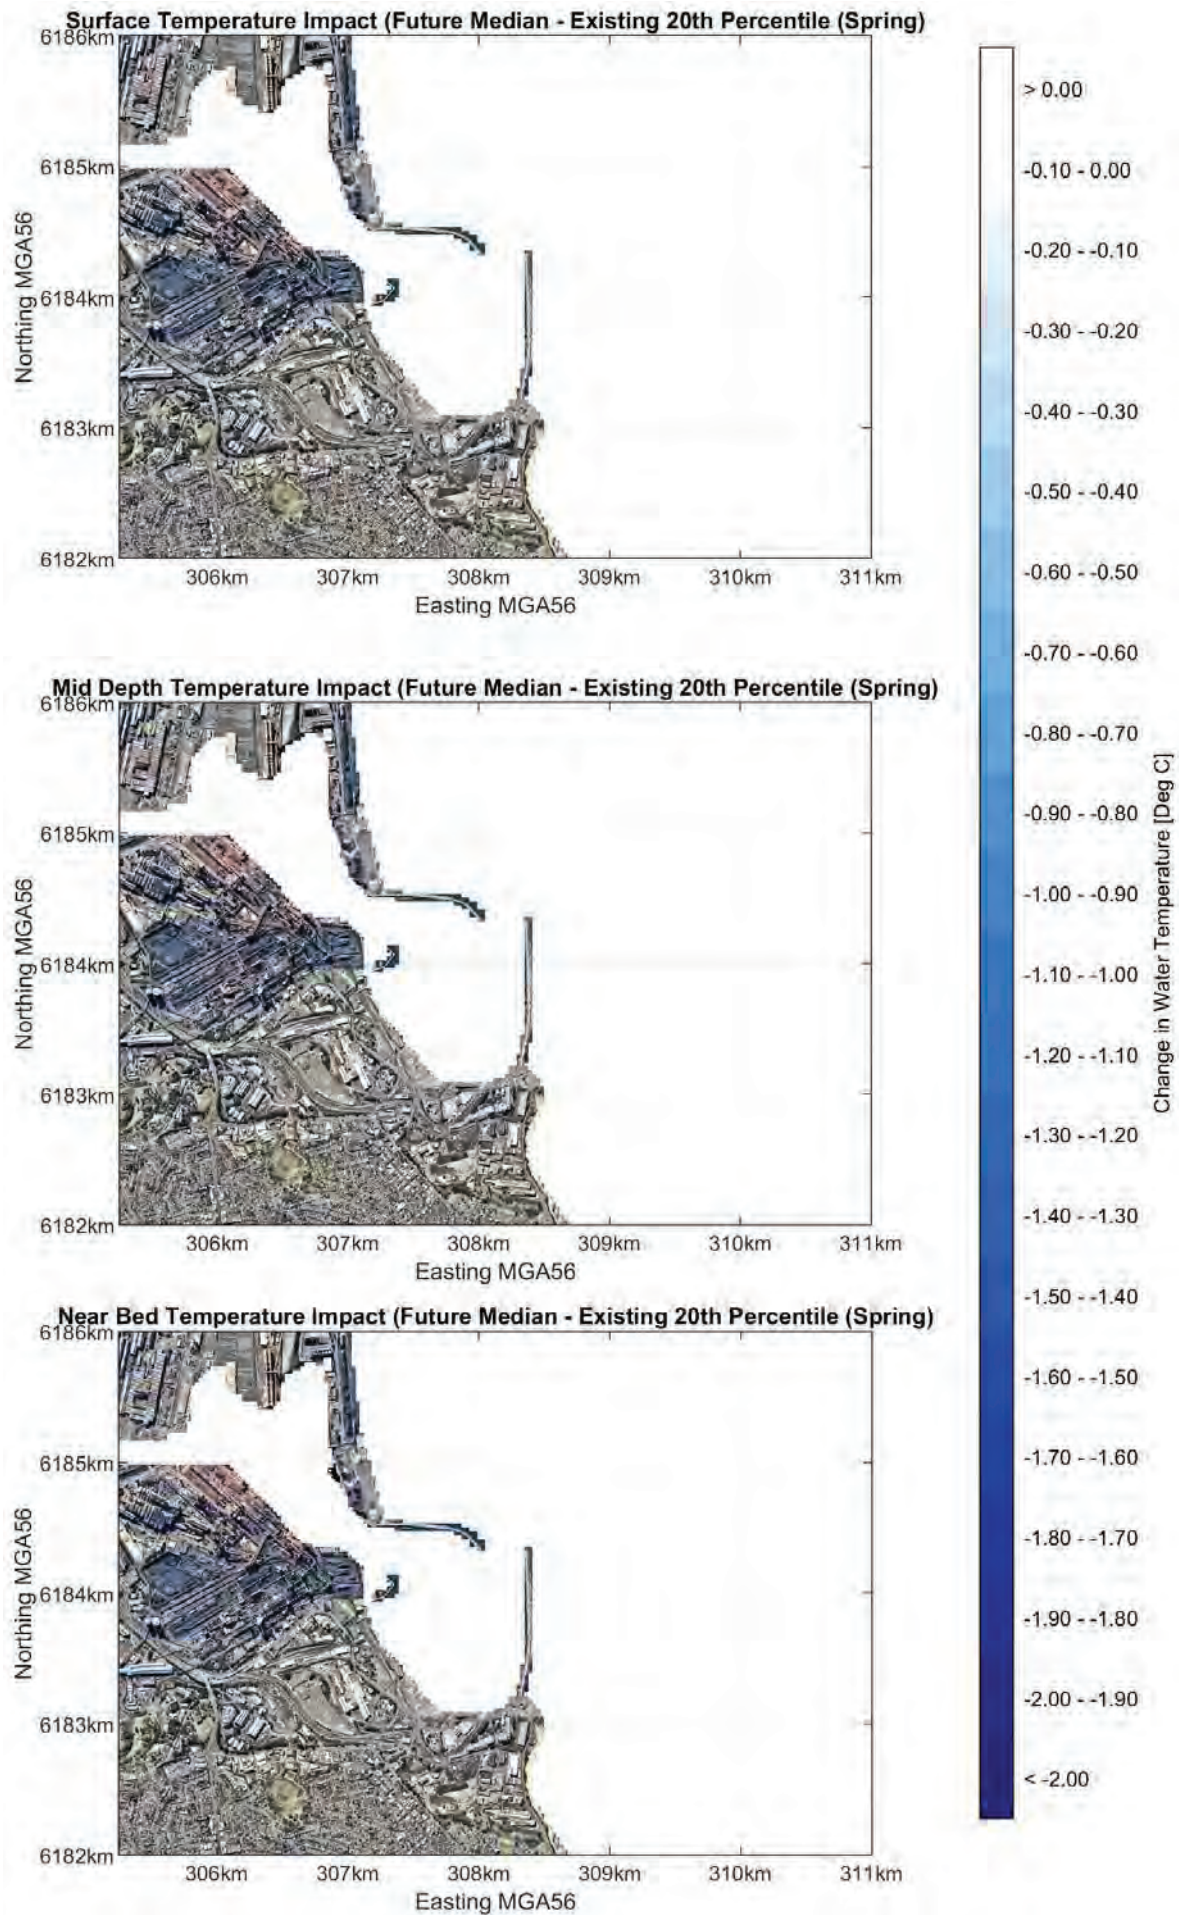 Surface Temperature Impact (Future Median - Existing 20th Percentile (Spring)
6186km
6185km
6184km
6183km
6182km
Northing MGA56
306km 307km 308km 309km 310km 311km
Easting MGA56
Mid Depth Temperature Impact (Future Median - Existing 20th Percentile (Spring)
6186km
6185km
6184km
6183km
6182km
Northing MGA56
306km 307km 308km 309km 310km 311km
Easting MGA56
Near Bed Temperature Impact (Future Median - Existing 20th Percentile (Spring)
6186km
6185km
6184km
6183km
6182km
Northing MGA56
306km 307km 308km 309km 310km 311km
Easting MGA56
> 0.00
-0.10 - 0.00
-0.20 - -0.10
-0.30 - -0.20
-0.40 - -0.30
-0.50 - -0.40
-0.60 - -0.50
-0.70 - -0.60
-0.80 - -0.70
-0.90 - -0.80
-1.00 - -0.90
-1.10 - -1.00
-1.20 - -1.10
-1.30 - -1.20
-1.40 - -1.30
-1.50 - -1.40
-1.60 - -1.50
-1.70 - -1.60
-1.80 - -1.70
-1.90 - -1.80
-2.00 - -1.90
< -2.00
Change in Water Temperature [Deg C]